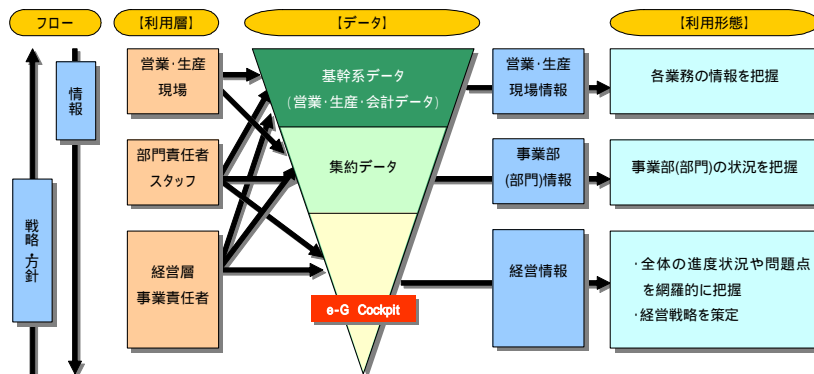 フロー
【利用層】
【データ】
【利用形態】
情報
戦略・方針
営業・生産
現場
部門責任者
スタッフ
経営層
事業責任者
基幹系データ
(営業・生産・会計データ)
集約データ
e-G Cockpit
営業・生産
現場情報
事業部
(部門)情報
経営情報
各業務の情報を把握
事業部(部門)の状況を把握
・全体の進度状況や問題点
を網羅的に把握
・経営戦略を策定